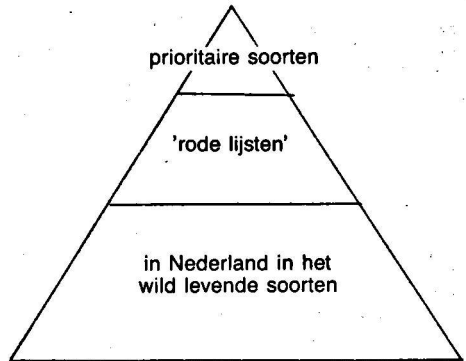 prioritaire soorten
'rode lijsten'
in Nederland in het
wild levende soorten